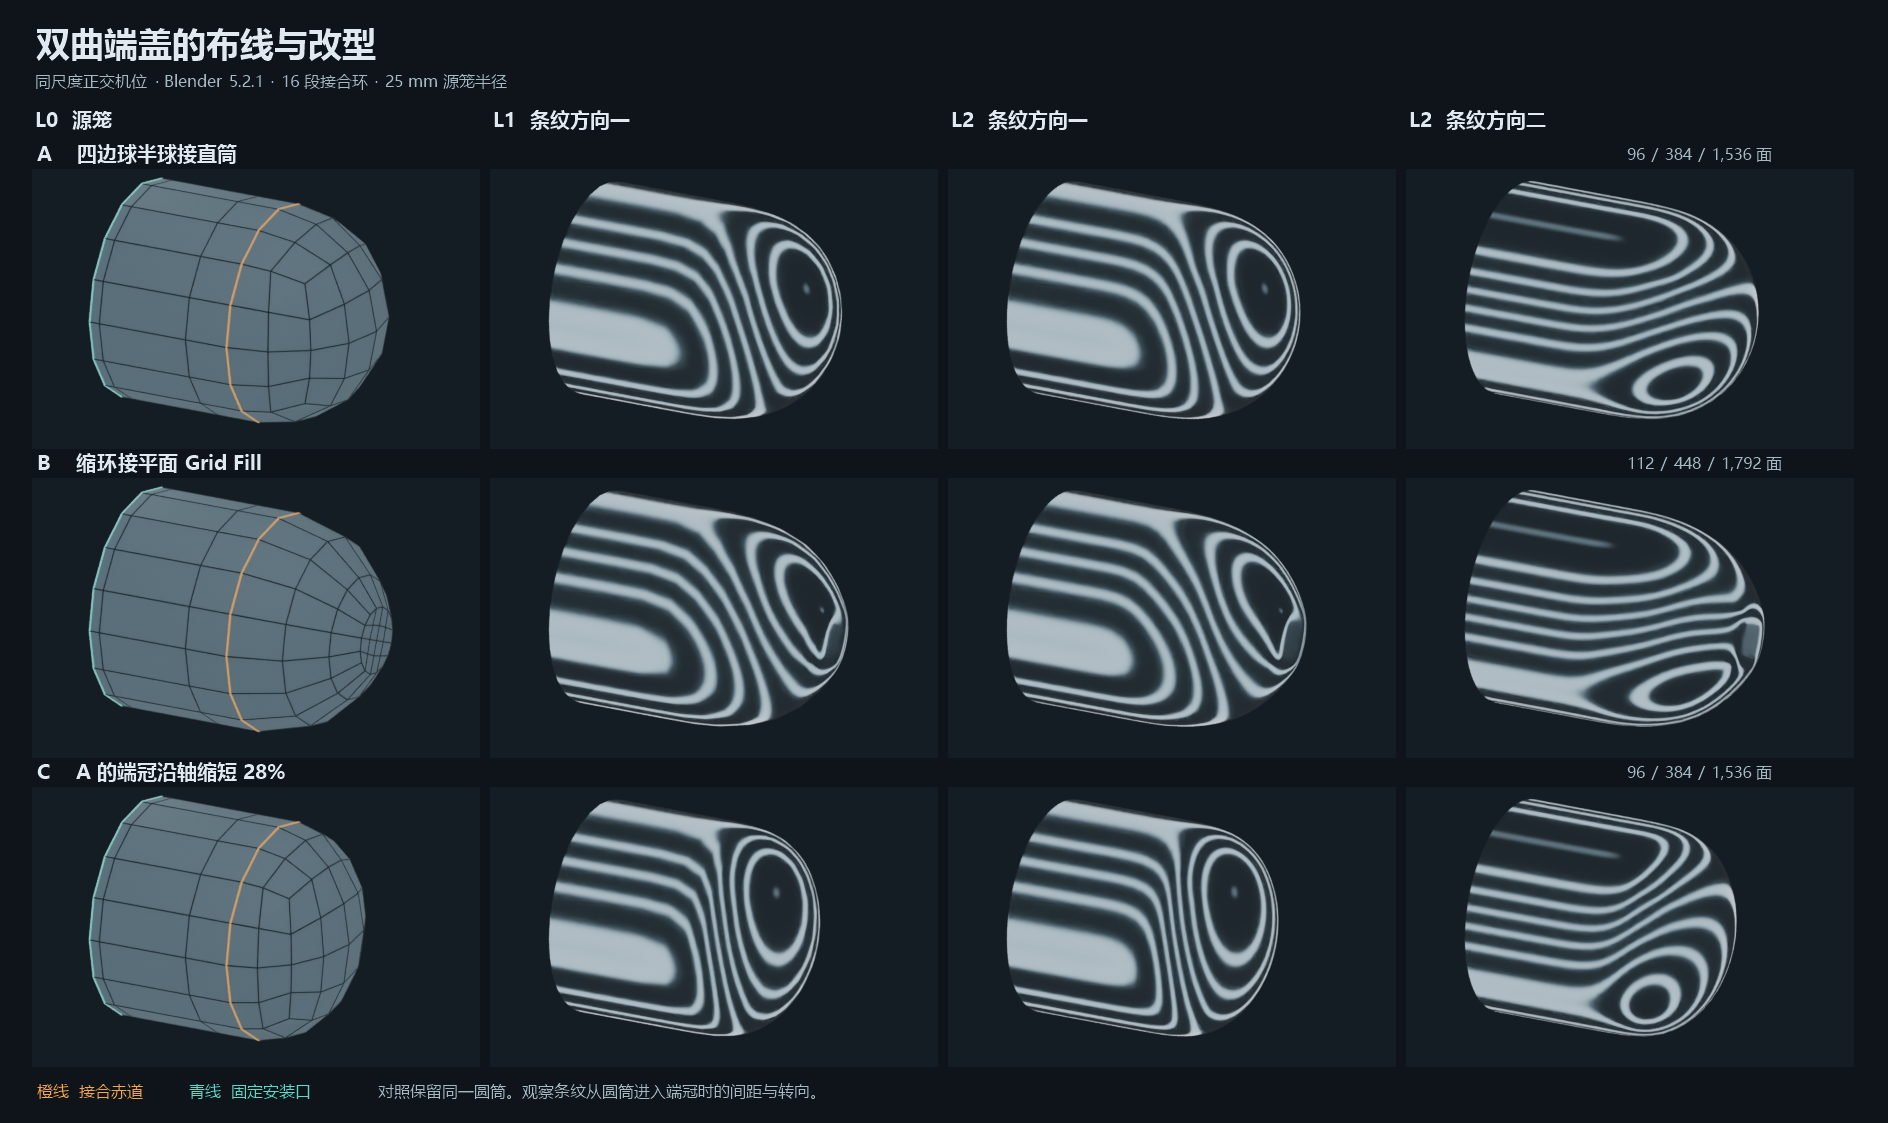 双曲端盖的布线与改型
同尺度正交机位 · Blender 5.2.1 · 16 段接合环 · 25 mm 源笼半径
L0 源笼
L1 条纹方向一
L2 条纹方向一
L2 条纹方向二
A 四边球半球接直筒
96 / 384 / 1,536 面
B 缩环接平面 Grid Fill
112 / 448 / 1,792 面
C A 的端冠沿轴缩短 28%
96 / 384 / 1,536 面
橙线 接合赤道
青线 固定安装口
对照保留同一圆筒。观察条纹从圆筒进入端冠时的间距与转向。